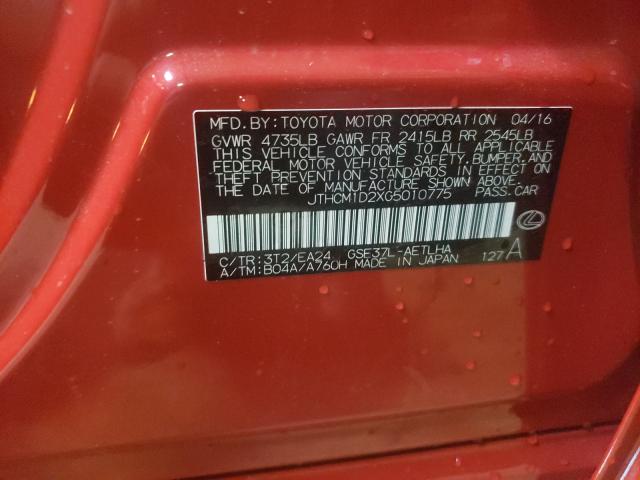 MFD.BY:TOYOTA MOTOR CORPORATION 04/16
GVWR 4735LB GAWR FR 2415LB RR 2545LB
THIS VEHICLE CONFORMS TO ALL APPLICABLE
FEDERAL MOTOR VEHICLE SAFETY,BUMPER,AND
THEFT PREVENTION STANDARDS IN EFFECT ON
THE DATE OF MANUFACTURE SHOWN ABOVE.
JTHCM1D2XG5010775 PASS.CAR
C/TR:3T2/EA24 GSE37L-AETLHA
A/TM:B04A/A760H MADE IN JAPAN 127A